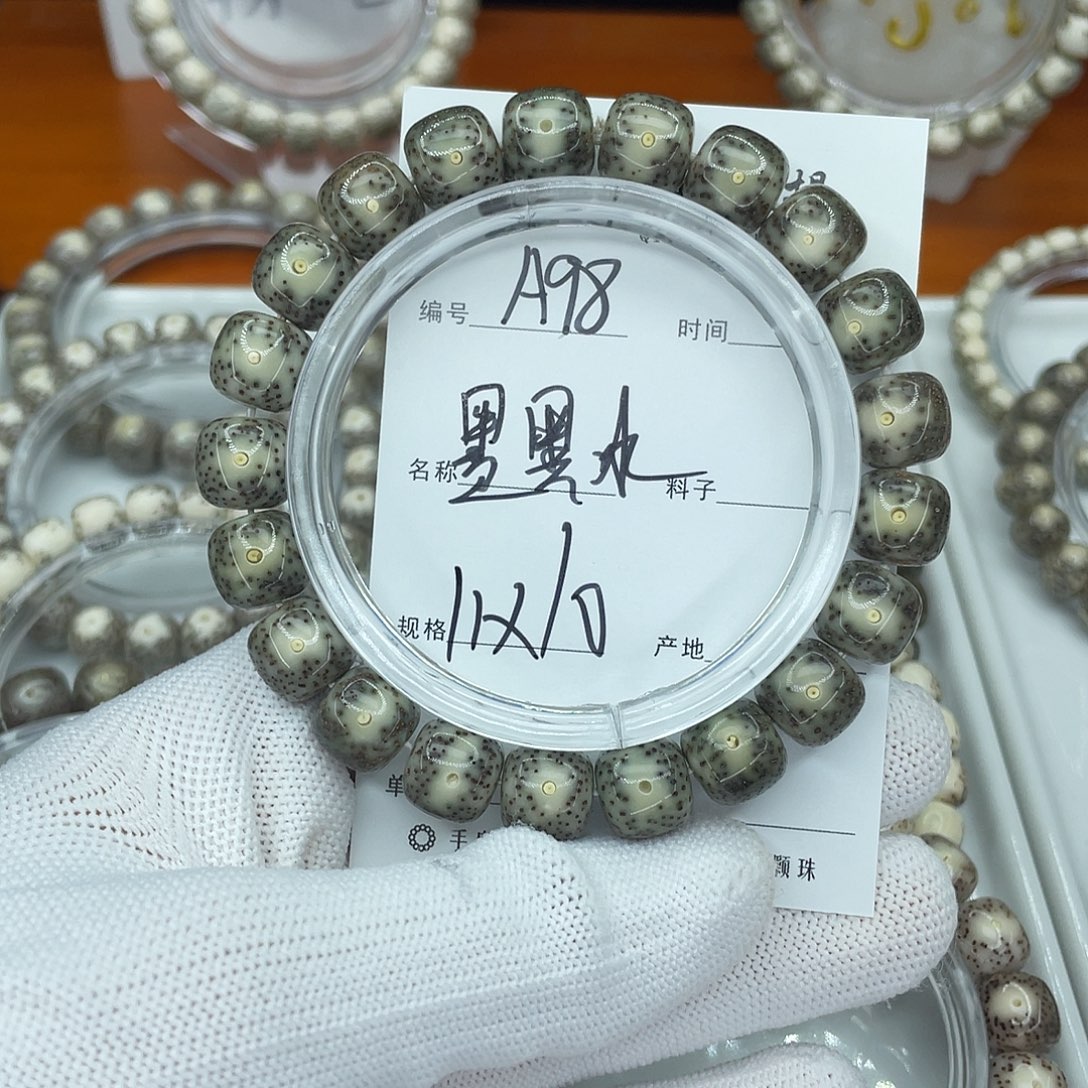 编号 A98 时间
名称 墨黑水 料子
规格 11X10 产地
单
手
颗珠